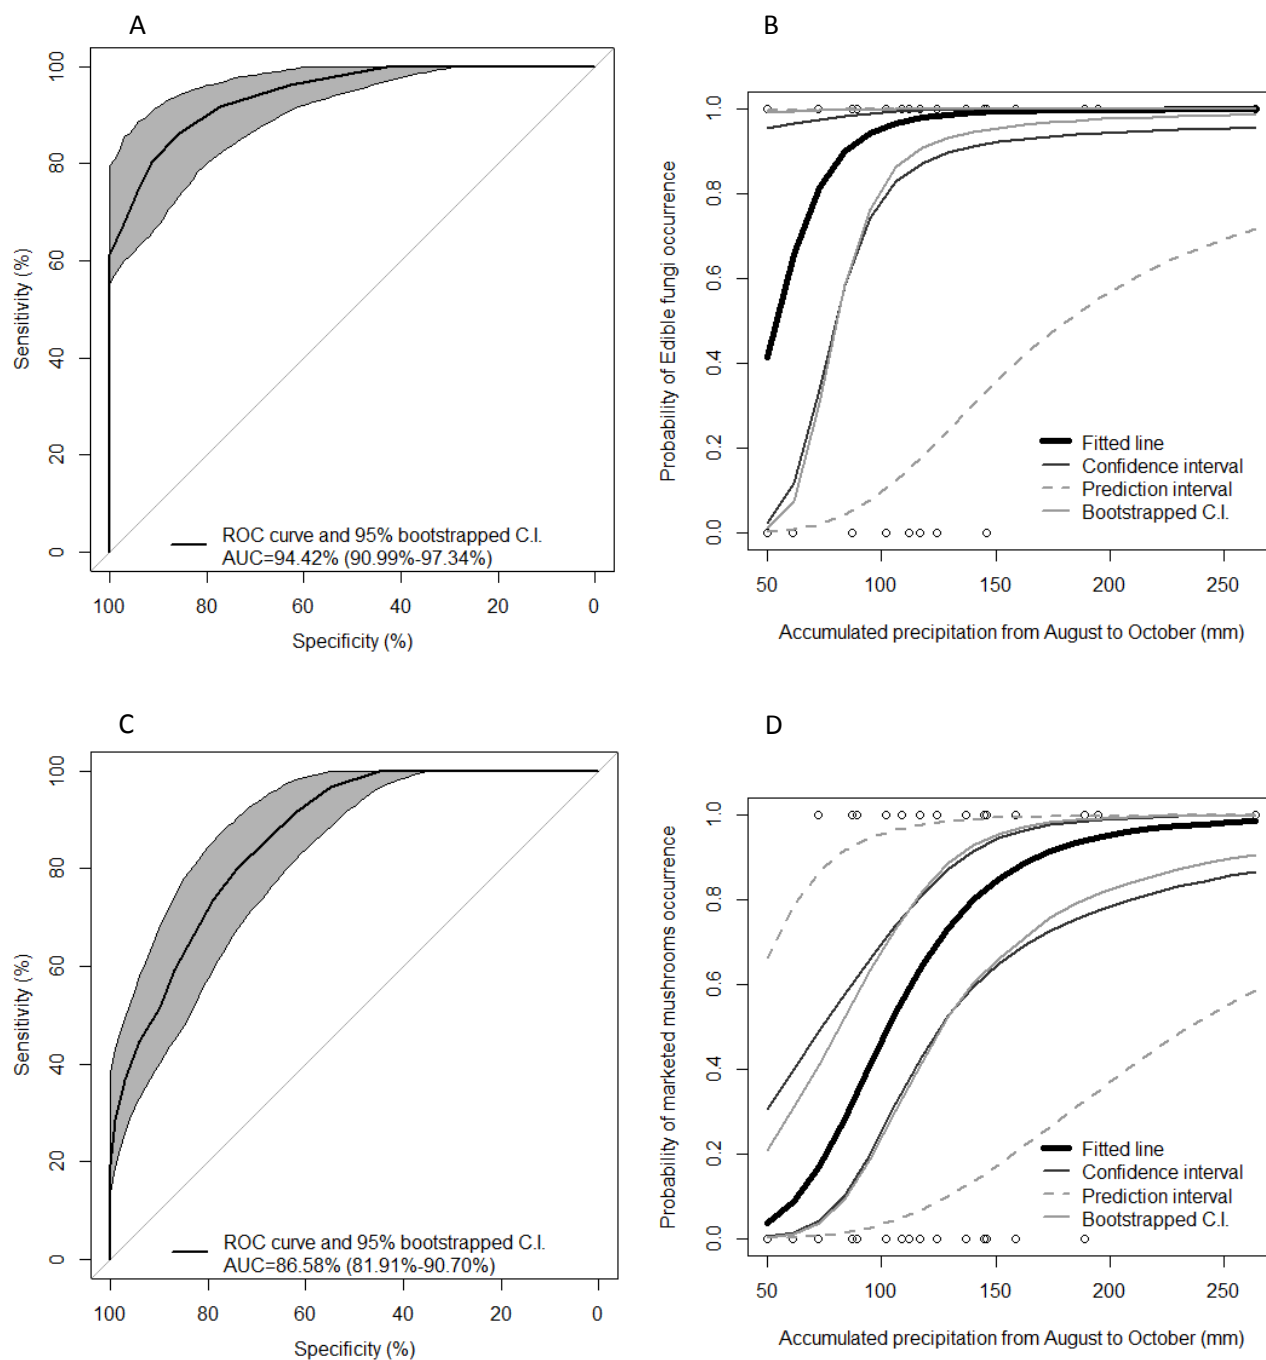 A
100
80
60
40
20
0
Sensitivity (%)
ROC curve and 95% bootstrapped C.I.
AUC=94.42% (90.99%-97.34%)
100 80 60 40 20 0
Specificity (%)
B
1.0
0.8
0.6
0.4
0.2
0.0
Probability of Edible fungi occurrence
Fitted line
Confidence interval
Prediction interval
Bootstrapped C.I.
50 100 150 200 250
Accumulated precipitation from August to October (mm)
C
100
80
60
40
20
0
Sensitivity (%)
ROC curve and 95% bootstrapped C.I.
AUC=86.58% (81.91%-90.70%)
100 80 60 40 20 0
Specificity (%)
D
1.0
0.8
0.6
0.4
0.2
0.0
Probability of marketed mushrooms occurrence
Fitted line
Confidence interval
Prediction interval
Bootstrapped C.I.
50 100 150 200 250
Accumulated precipitation from August to October (mm)